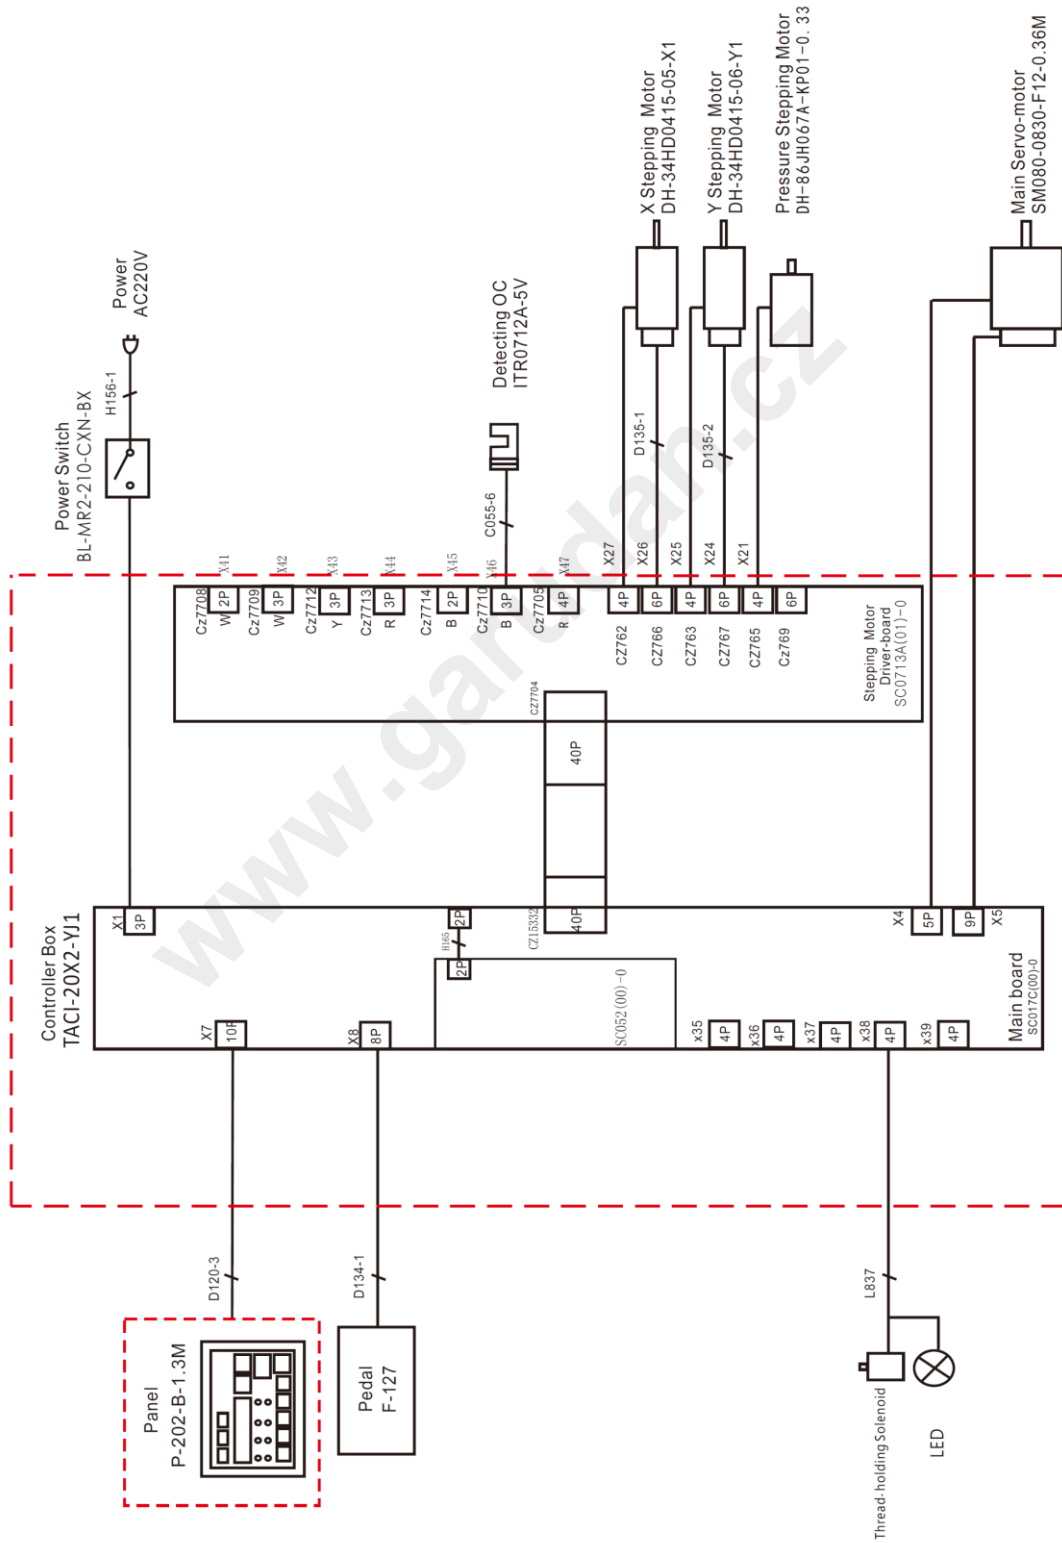 Power
AC220V
H156-1
Power Switch
BL-MR2-210-CXN-BX
Detecting OC
ITR0712A-5V
C055-6
X Stepping Motor
DH-34HD0415-05-X1
D135-1
Y Stepping Motor
DH-34HD0415-06-Y1
D135-2
Pressure Stepping Motor
DH-86JH067A-KP01-0.33
Main Servo-motor
SM080-0830-F12-0.36M
Cz7708
W
2P
X41
Cz7709
W
3P
X42
Cz7712
Y
3P
X43
Cz7713
R
3P
X44
Cz7714
B
2P
X45
Cz7710
B
3P
X46
Cz7705
R
4P
X47
CZ762
4P
X27
CZ766
6P
X26
CZ763
4P
X25
CZ767
6P
X24
CZ765
4P
X21
Cz769
6P
Stepping Motor
Driver-board
SC0713A(01)-0
CZ7704
40P
CZ15332
40P
Controller Box
TACI-20X2-YJ1
X1
3P
X7
10P
X8
8P
2P
H165
2P
SC052(00)-0
x35
4P
x36
4P
x37
4P
x38
4P
x39
4P
X4
5P
9P
X5
Main board
SC017C(00)-0
D120-3
Panel
P-202-B-1.3M
D134-1
Pedal
F-127
L837
Thread-holding Solenoid
LED
www.garudan.cz